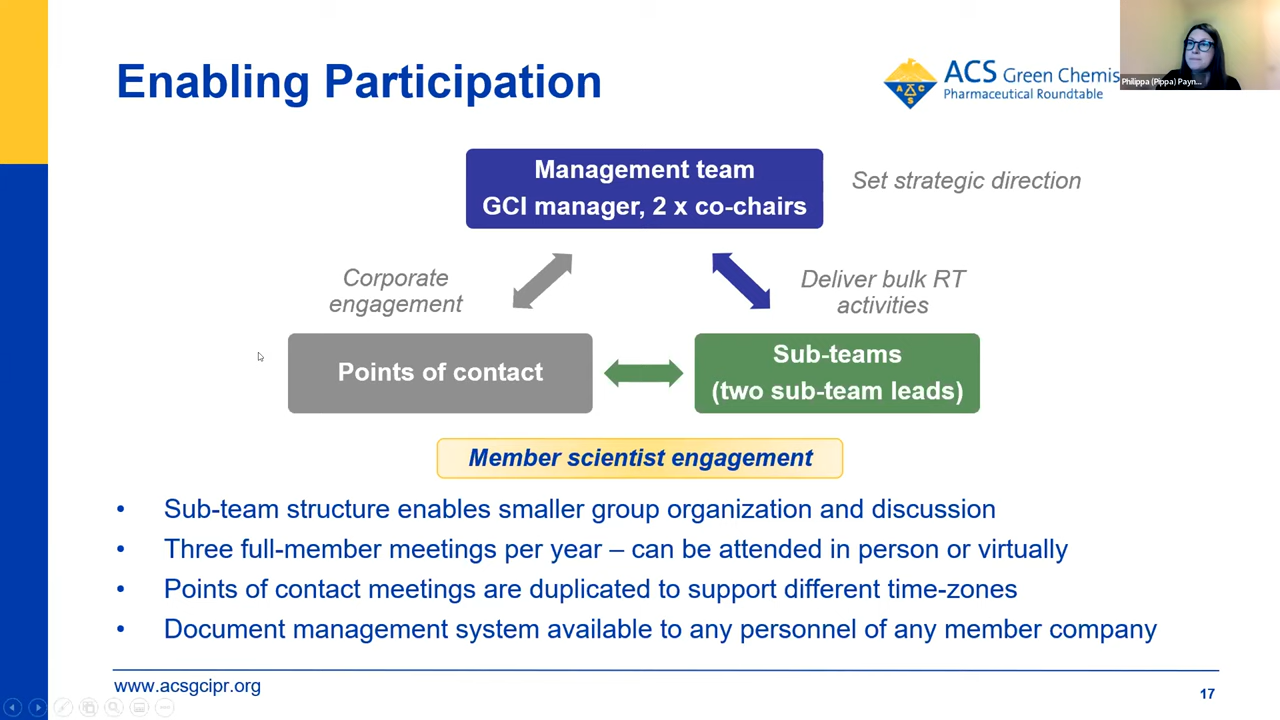 Enabling Participation
ACS Green Chemis
Pharmaceutical Roundtable
A C S
Philippa (Pippa) Payn...
Management team
GCI manager, 2 x co-chairs
Set strategic direction
Corporate
engagement
Deliver bulk RT
activities
Points of contact
Sub-teams
(two sub-team leads)
Member scientist engagement
• Sub-team structure enables smaller group organization and discussion
• Three full-member meetings per year – can be attended in person or virtually
• Points of contact meetings are duplicated to support different time-zones
• Document management system available to any personnel of any member company
www.acsgcipr.org
17